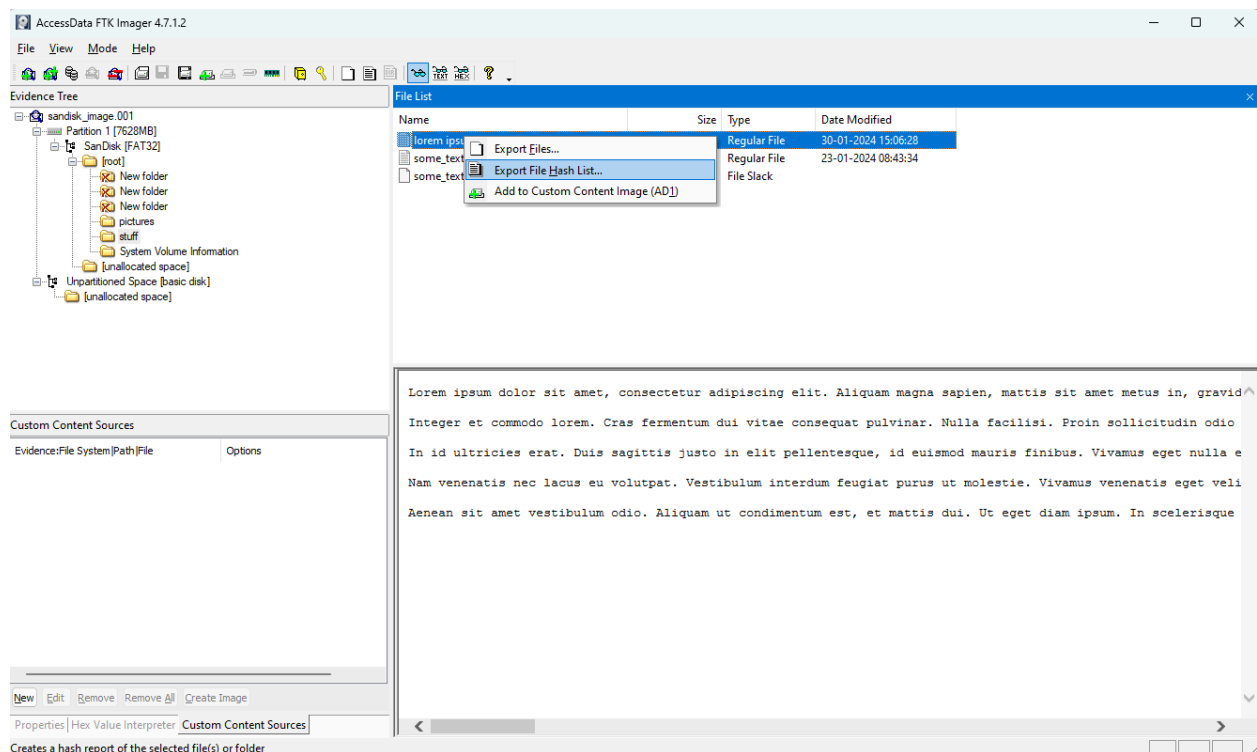 AccessData FTK Imager 4.7.1.2
File View Mode Help
TEXT HEX
Evidence Tree
sandisk_image.001
Partition 1 [7628MB]
SanDisk [FAT32]
[root]
New folder
New folder
New folder
pictures
stuff
System Volume Information
[unallocated space]
Unpartitioned Space [basic disk]
[unallocated space]
File List
Name Size Type Date Modified
lorem ipsu Regular File 30-01-2024 15:06:28
some_text Regular File 23-01-2024 08:43:34
some_text File Slack
Export Files...
Export File Hash List...
Add to Custom Content Image (AD1)
Lorem ipsum dolor sit amet, consectetur adipiscing elit. Aliquam magna sapien, mattis sit amet metus in, gravid
Integer et commodo lorem. Cras fermentum dui vitae consequat pulvinar. Nulla facilisi. Proin sollicitudin odio
In id ultricies erat. Duis sagittis justo in elit pellentesque, id euismod mauris finibus. Vivamus eget nulla e
Nam venenatis nec lacus eu volutpat. Vestibulum interdum feugiat purus ut molestie. Vivamus venenatis eget veli
Aenean sit amet vestibulum odio. Aliquam ut condimentum est, et mattis dui. Ut eget diam ipsum. In scelerisque
Custom Content Sources
Evidence:File System|Path|File Options
New Edit Remove Remove All Create Image
Properties Hex Value Interpreter Custom Content Sources
Creates a hash report of the selected file(s) or folder